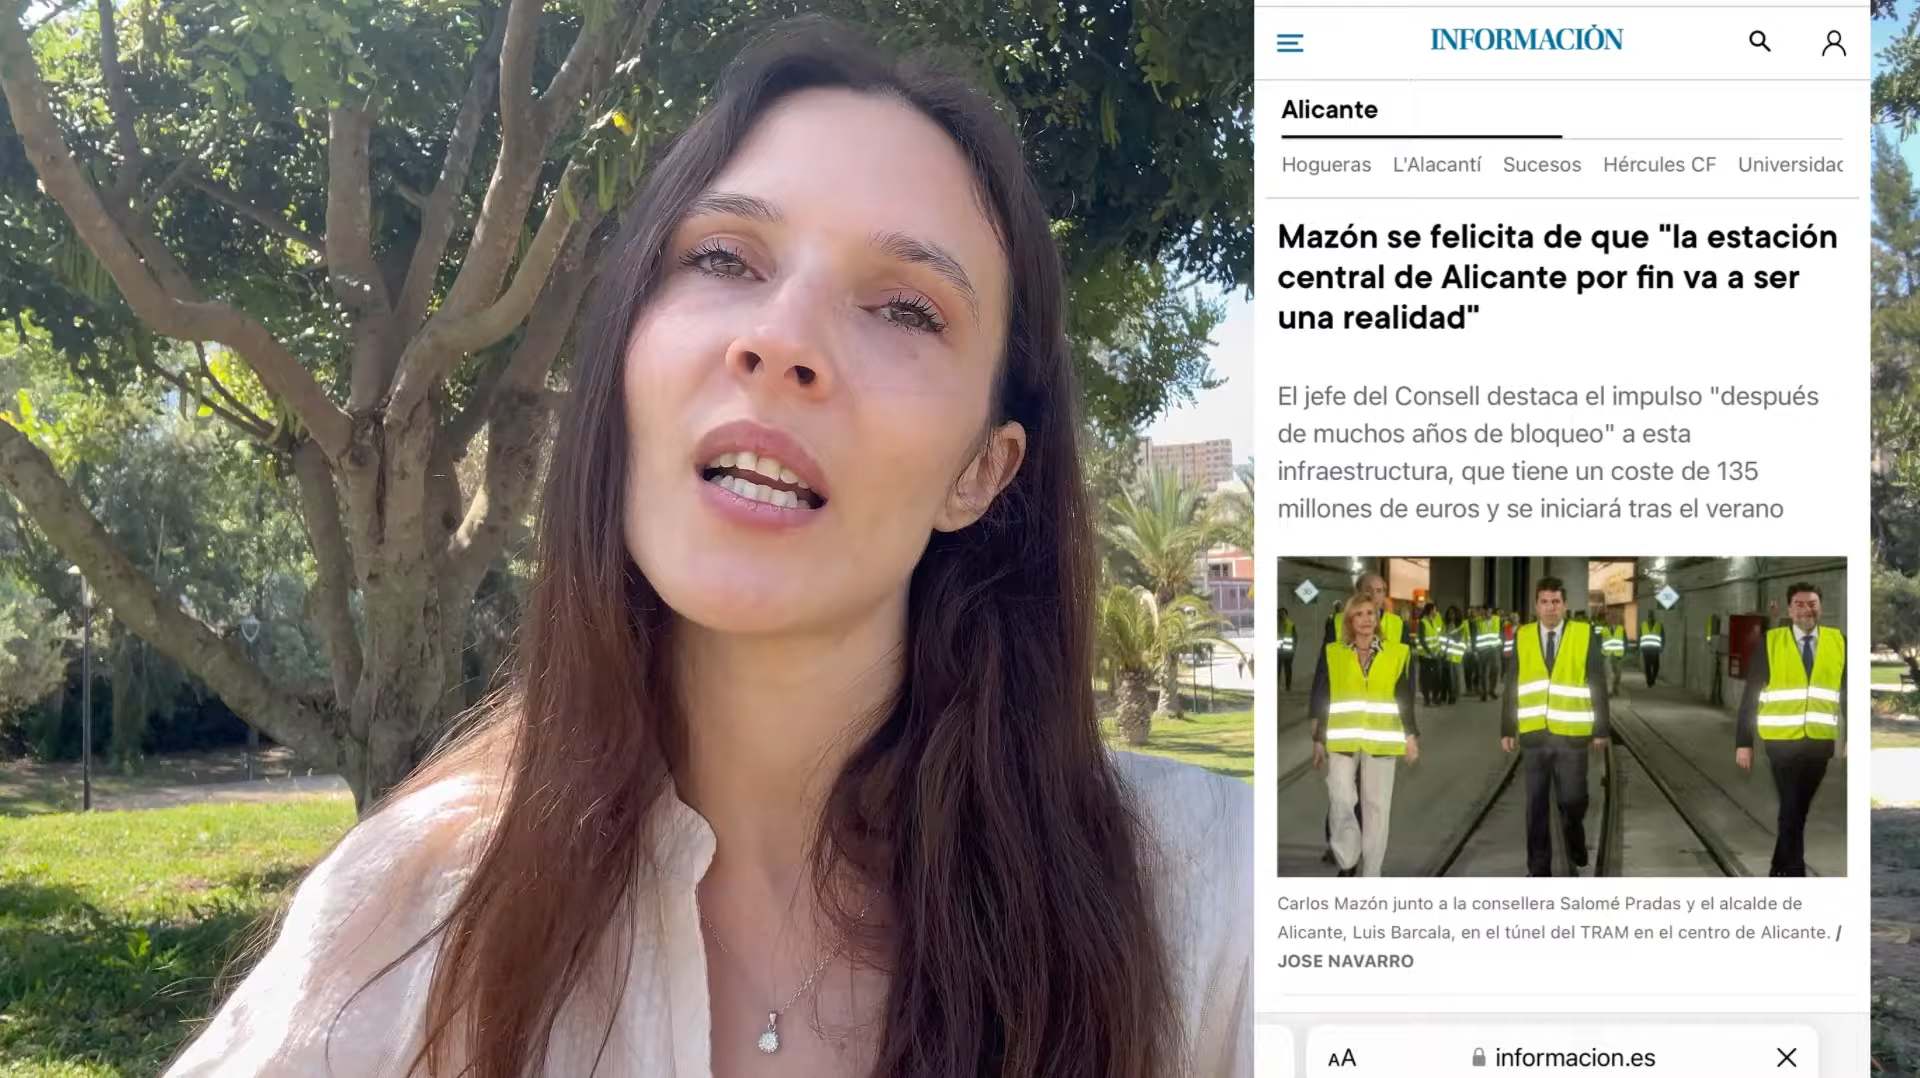 INFORMACIÓN
Alicante
Hogueras L'Alacantí Sucesos Hércules CF Universidad
Mazón se felicita de que "la estación
central de Alicante por fin va a ser
una realidad"
El jefe del Consell destaca el impulso "después
de muchos años de bloqueo" a esta
infraestructura, que tiene un coste de 135
millones de euros y se iniciará tras el verano
30
30
Carlos Mazón junto a la consellera Salomé Pradas y el alcalde de
Alicante, Luis Barcala, en el túnel del TRAM en el centro de Alicante. /
JOSE NAVARRO
AA informacion.es